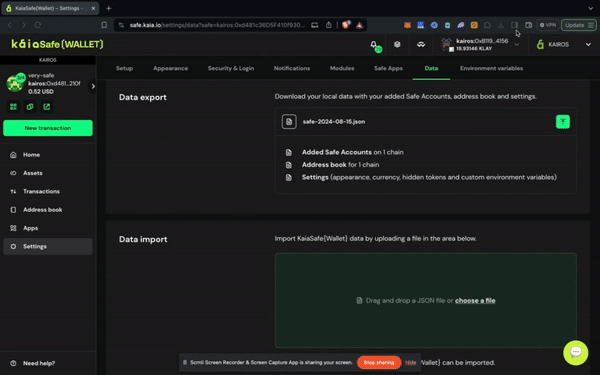 KaiaSafe{Wallet} – Settings
safe.kaia.io/settings/data?safe=kairos:0xd481c36D5F410f930...
VPN
Update
kaiaSafe{WALLET}
kairos:0xB119...4156
19.93146 KLAY
KAIROS
KAIROS
very-safe
kairos:0xd481...210f
0.52 USD
New transaction
Home
Assets
Transactions
Address book
Apps
Settings
Need help?
Setup
Appearance
Security & Login
Notifications
Modules
Safe Apps
Data
Environment variables
Data export
Download your local data with your added Safe Accounts, address book and settings.
safe-2024-08-15.json
Added Safe Accounts on 1 chain
Address book for 1 chain
Settings (appearance, currency, hidden tokens and custom environment variables)
Data import
Import KaiaSafe{Wallet} data by uploading a file in the area below.
Drag and drop a JSON file or choose a file
Scrnli Screen Recorder & Screen Capture App is sharing your screen.
Stop sharing
Hide
Wallet} can be imported.